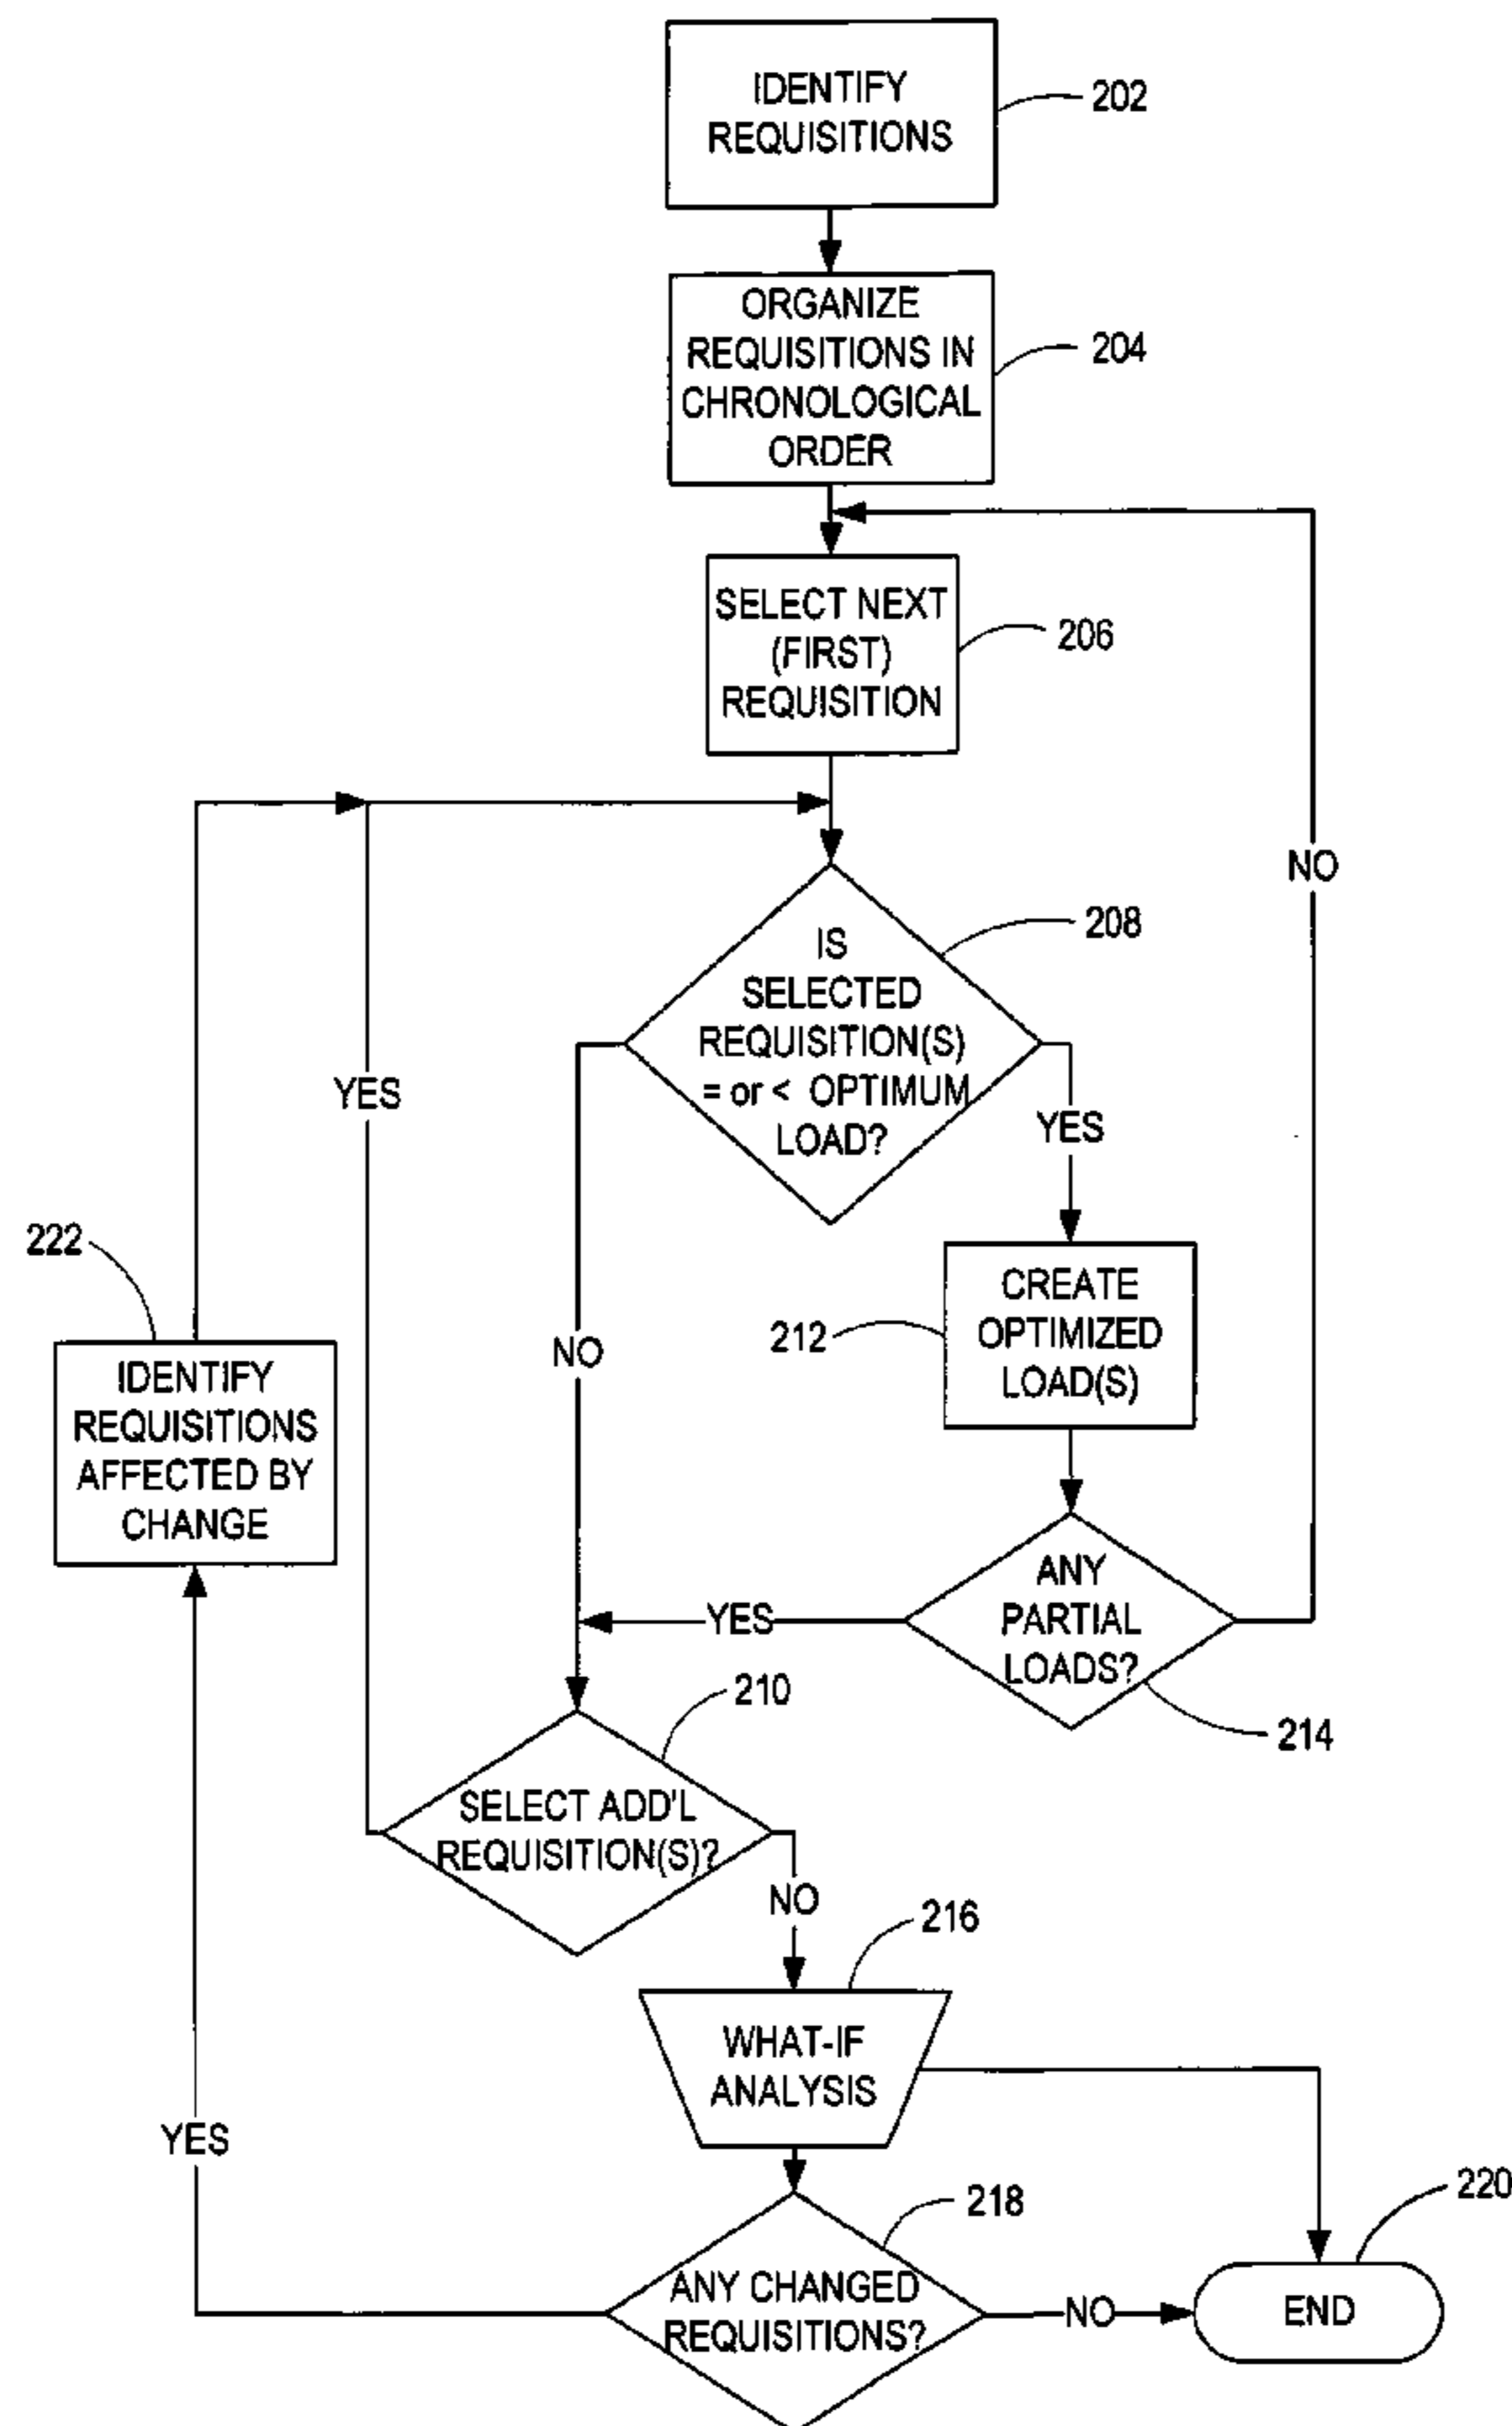 IDENTIFY
REQUISITIONS
202
ORGANIZE
REQUISITIONS IN
CHRONOLOGICAL
ORDER
204
SELECT NEXT
(FIRST)
REQUISITION
206
NO
IS
SELECTED
REQUISITION(S)
= or < OPTIMUM
LOAD?
208
YES
YES
222
IDENTIFY
REQUISITIONS
AFFECTED BY
CHANGE
NO
212
CREATE
OPTIMIZED
LOAD(S)
ANY
PARTIAL
LOADS?
214
YES
210
SELECT ADD'L
REQUISITION(S)?
NO
216
WHAT-IF
ANALYSIS
YES
218
ANY CHANGED
REQUISITIONS?
NO
220
END